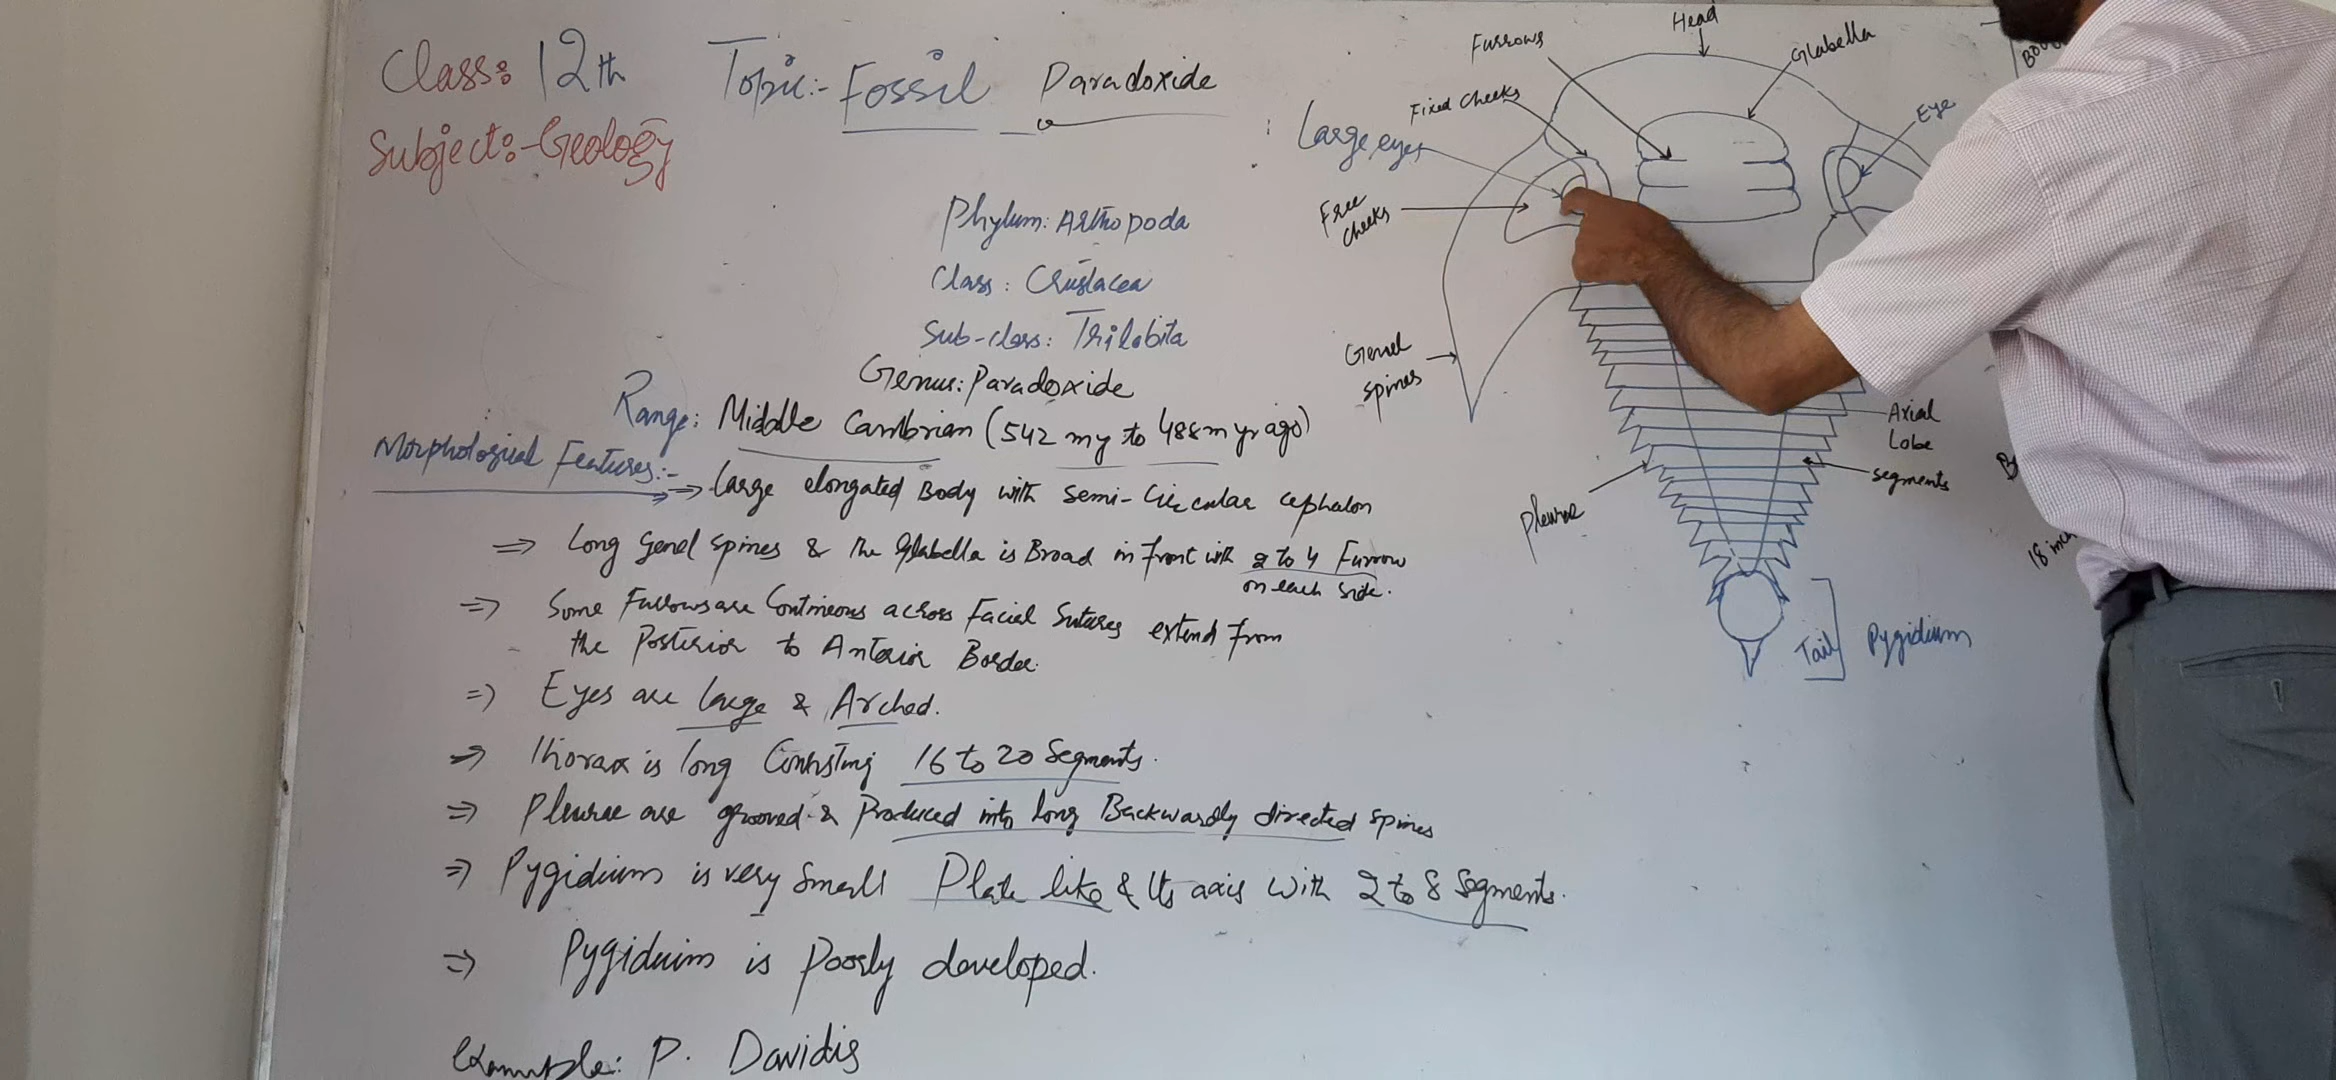 Class: 12th
Subject:- Geology
Topic:- Fossil Paradoxide
Phylum: Arthopoda
Class: Crustacea
Sub-class: Trilobita
Genus: Paradoxide
Range: Middle Cambrian (542 my to 488 m yr ago)
Morphological Features:-
⇒ Large elongated Body with Semi-Circular cephalon
⇒ Long Genel Spines & the Glabella is Broad in front with 2 to 4 Furrow
on each side.
⇒ Some Furrows are Contineous across Facial Sutures extend from
the Posterior to Anterior Border.
⇒ Eyes are large & Arched.
⇒ Thorax is long Consisting 16 to 20 Segments.
⇒ Pleurae are grooved & Produced into long Backwardly directed spines
⇒ Pygidium is very Small Plate like & Its axis with 2 to 8 Segments.
⇒ Pygidium is Poorly developed.
Example: P. Davidis
Head
Furrows
Glabella
Fixed Cheeks
Eye
Large eyes
Free
cheeks
Genel
spines
Axial
Lobe
segments
Pleurae
18 inch
Tail
Pygidium